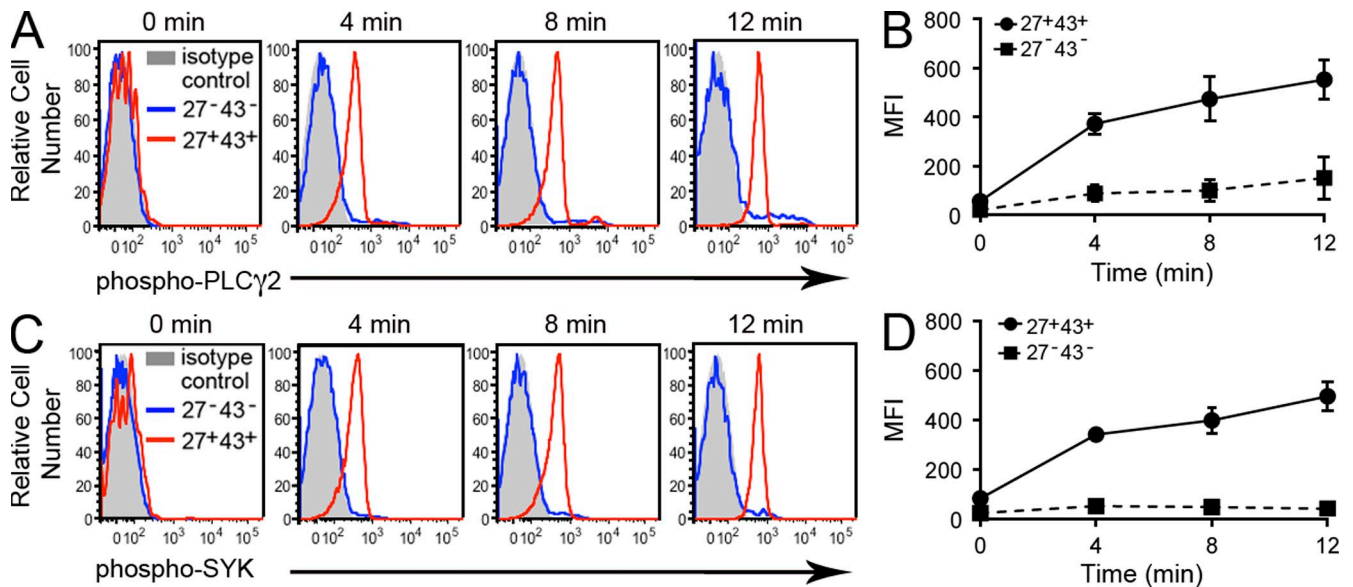 A
0 min
4 min
8 min
12 min
Relative Cell
Number
100
80
60
40
20
0
isotype
control
27⁻43⁻
27⁺43⁺
100
80
60
40
20
0
100
80
60
40
20
0
100
80
60
40
20
0
0 10² 10³ 10⁴ 10⁵
0 10² 10³ 10⁴ 10⁵
0 10² 10³ 10⁴ 10⁵
0 10² 10³ 10⁴ 10⁵
phospho-PLCγ2
B
27⁺43⁺
27⁻43⁻
MFI
800
600
400
200
0
0 4 8 12
Time (min)
C
0 min
4 min
8 min
12 min
Relative Cell
Number
100
80
60
40
20
0
isotype
control
27⁻43⁻
27⁺43⁺
100
80
60
40
20
0
100
80
60
40
20
0
100
80
60
40
20
0
0 10² 10³ 10⁴ 10⁵
0 10² 10³ 10⁴ 10⁵
0 10² 10³ 10⁴ 10⁵
0 10² 10³ 10⁴ 10⁵
phospho-SYK
D
27⁺43⁺
27⁻43⁻
MFI
800
600
400
200
0
0 4 8 12
Time (min)